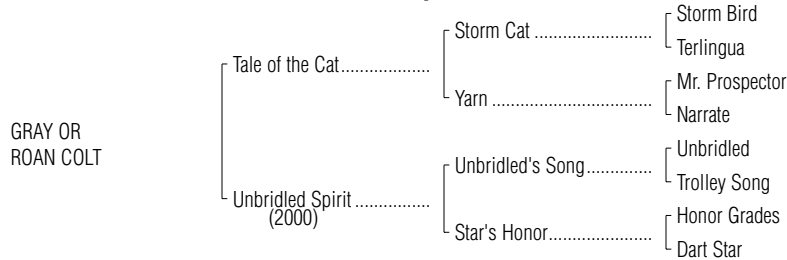 Storm Bird
Storm Cat .........................
Terlingua
Tale of the Cat...................
Mr. Prospector
Yarn ..................................
Narrate
GRAY OR
ROAN COLT
Unbridled
Unbridled's Song..............
Trolley Song
Unbridled Spirit ................
(2000)
Honor Grades
Star's Honor......................
Dart Star